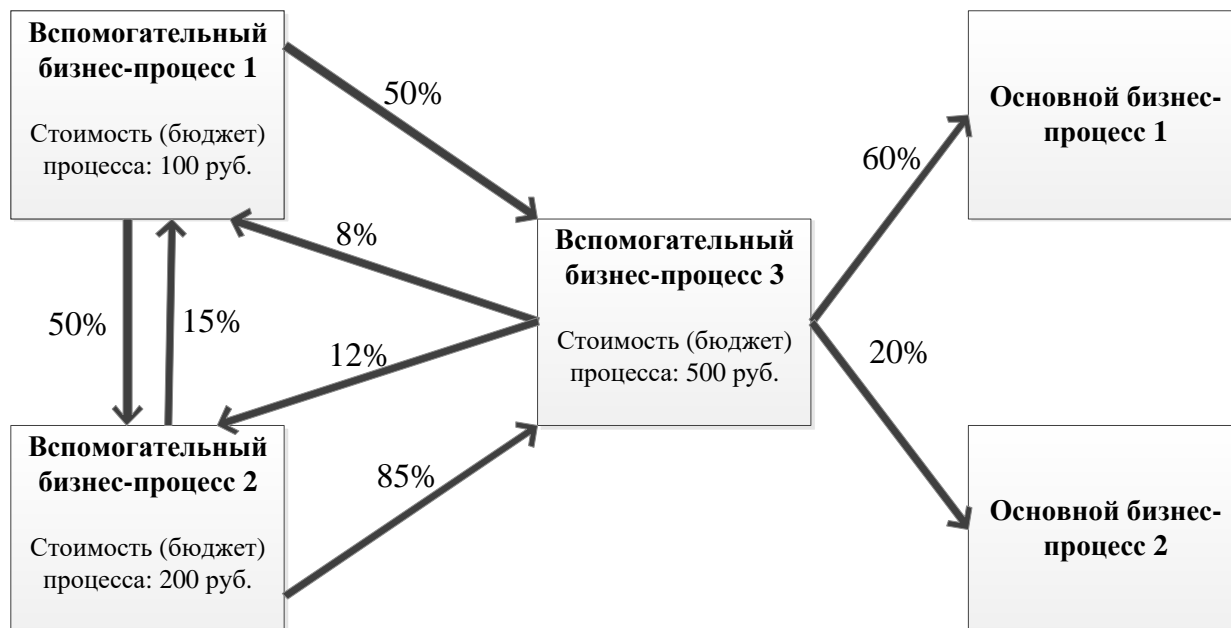 Вспомогательный
бизнес-процесс 1
Стоимость (бюджет)
процесса: 100 руб.
50%
Основной бизнес-
процесс 1
60%
8%
Вспомогательный
бизнес-процесс 3
Стоимость (бюджет)
процесса: 500 руб.
50%
15%
12%
20%
Вспомогательный
бизнес-процесс 2
Стоимость (бюджет)
процесса: 200 руб.
85%
Основной бизнес-
процесс 2